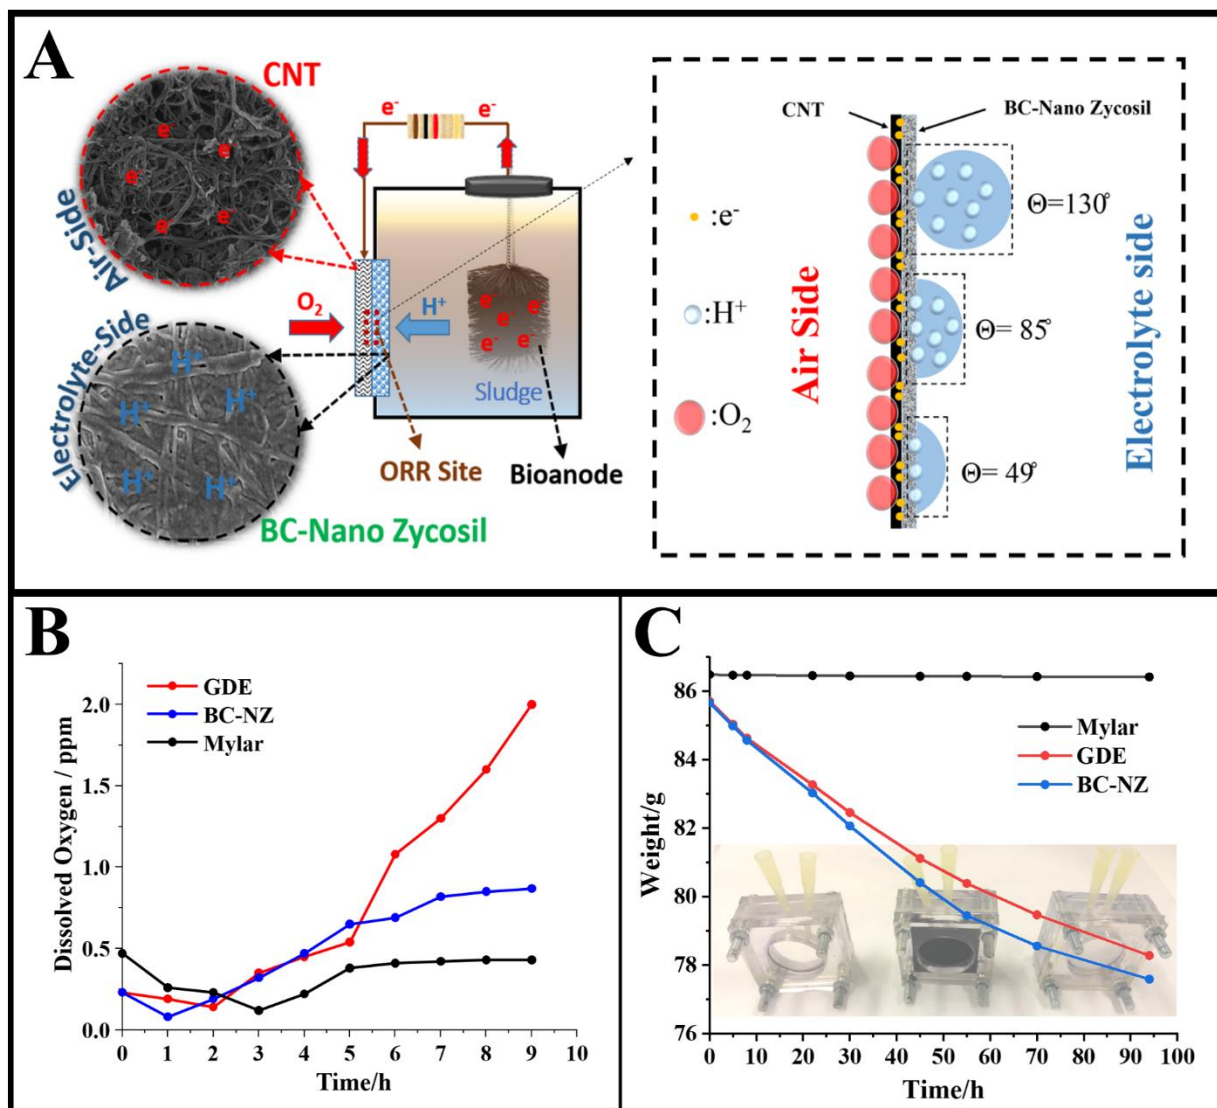 A
CNT
Air-Side
e⁻
e⁻
e⁻
e
e
e⁻
e⁻
O₂
H⁺
e⁻
e⁻
e⁻
e⁻
e⁻
Sludge
Electrolyte-Side
H⁺
H⁺
H⁺
H⁺
H⁺
ORR Site
Bioanode
BC-Nano Zycosil
CNT
BC-Nano Zycosil
:e⁻
:H⁺
:O₂
Air Side
Θ=130°
Θ= 85°
Θ= 49°
Electrolyte side
B
GDE
BC-NZ
Mylar
Dissolved Oxygen / ppm
2.0
1.5
1.0
0.5
0.0
0 1 2 3 4 5 6 7 8 9 10
Time/h
C
Mylar
GDE
BC-NZ
Weight/g
86
84
82
80
78
76
0 10 20 30 40 50 60 70 80 90 100
Time/h